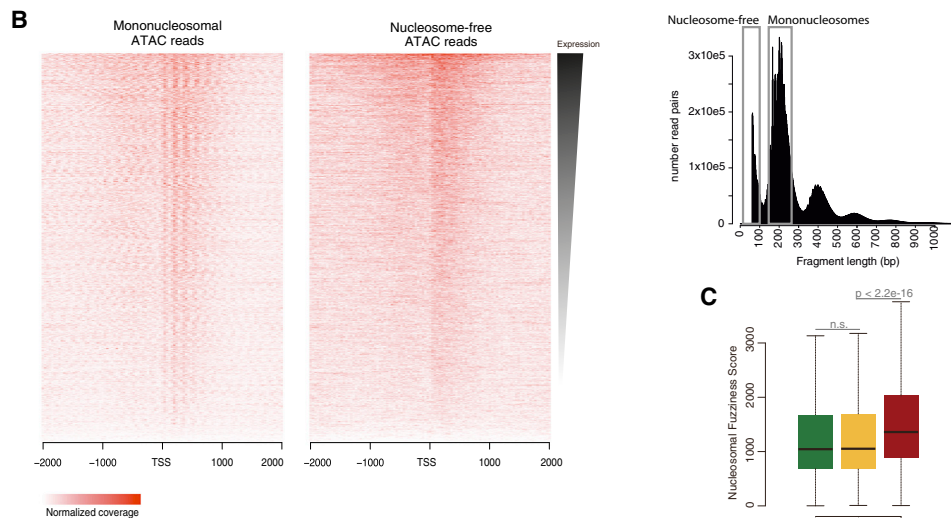 B
Mononucleosomal
ATAC reads
Nucleosome-free
ATAC reads
Expression
−2000 −1000 TSS 1000 2000
−2000 −1000 TSS 1000 2000
Normalized coverage
Nucleosome-free Mononucleosomes
number read pairs
3x10e5
2x10e5
1x10e5
0
0 100 200 300 400 500 600 700 800 900 1000
Fragment length (bp)
C
p < 2.2e-16
n.s.
Nucleosomal Fuzziness Score
3000
2000
1000
0